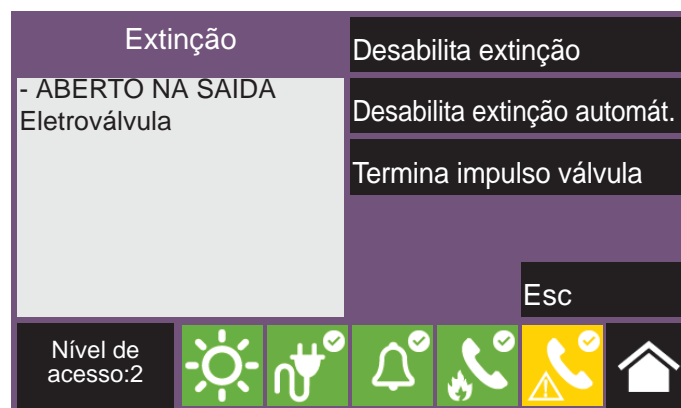 Extinção
- ABERTO NA SAIDA
Eletroválvula
Desabilita extinção
Desabilita extinção automát.
Termina impulso válvula
Esc
Nível de
acesso:2